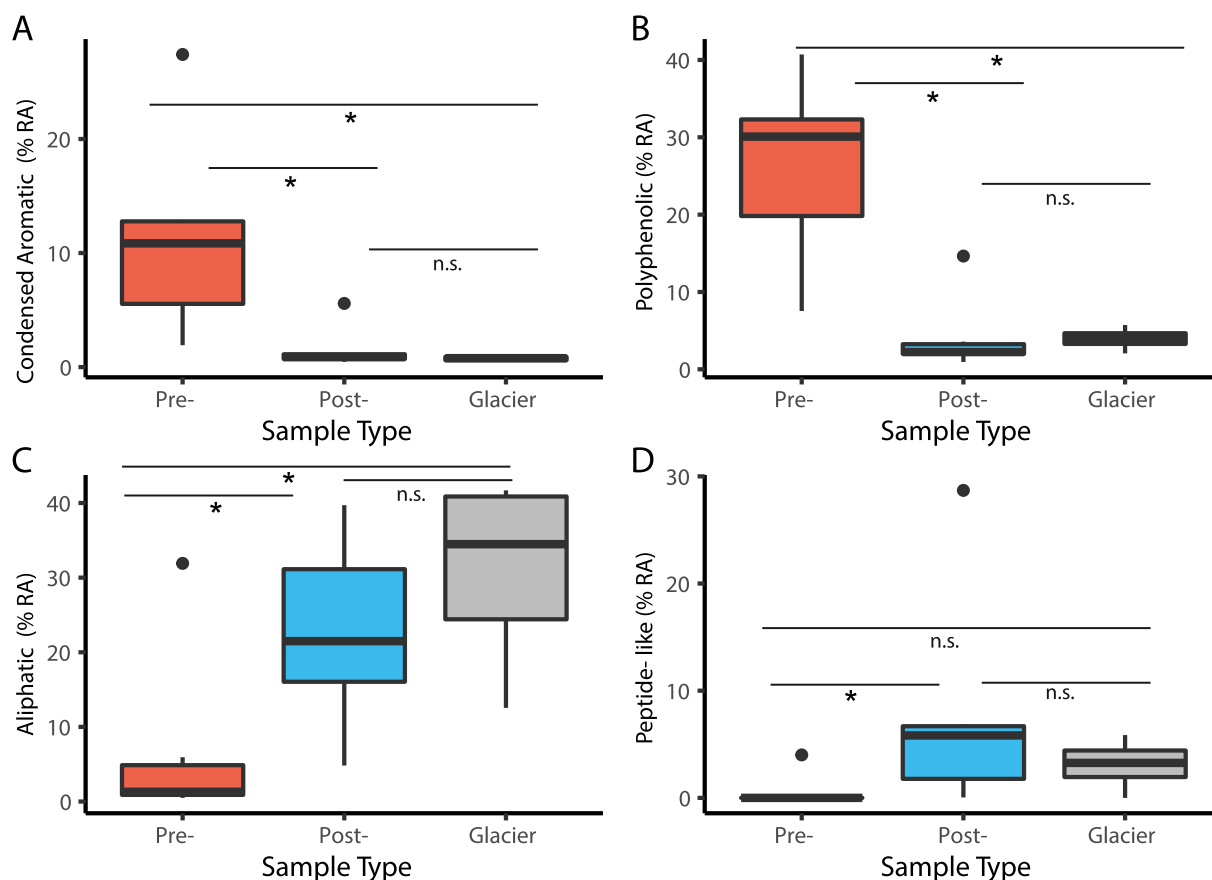 A
Condensed Aromatic (% RA)
20
10
0
*
*
n.s.
Pre-
Post-
Glacier
Sample Type
B
Polyphenolic (% RA)
40
30
20
10
0
*
*
n.s.
Pre-
Post-
Glacier
Sample Type
C
Aliphatic (% RA)
40
30
20
10
0
*
n.s.
*
Pre-
Post-
Glacier
Sample Type
D
Peptide- like (% RA)
30
20
10
0
n.s.
*
n.s.
Pre-
Post-
Glacier
Sample Type